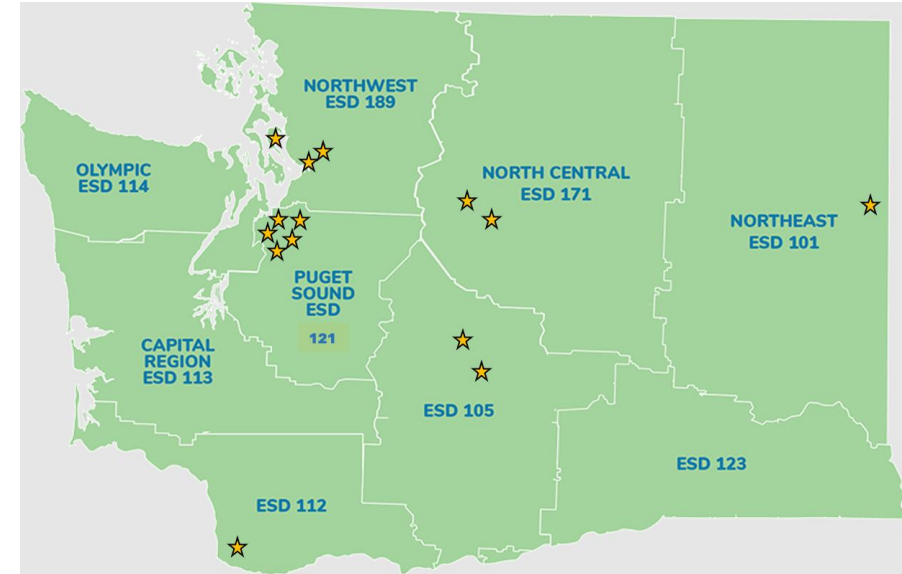 NORTHWEST
ESD 189
OLYMPIC
ESD 114
NORTH CENTRAL
ESD 171
NORTHEAST
ESD 101
PUGET
SOUND
ESD
121
CAPITAL
REGION
ESD 113
ESD 105
ESD 123
ESD 112